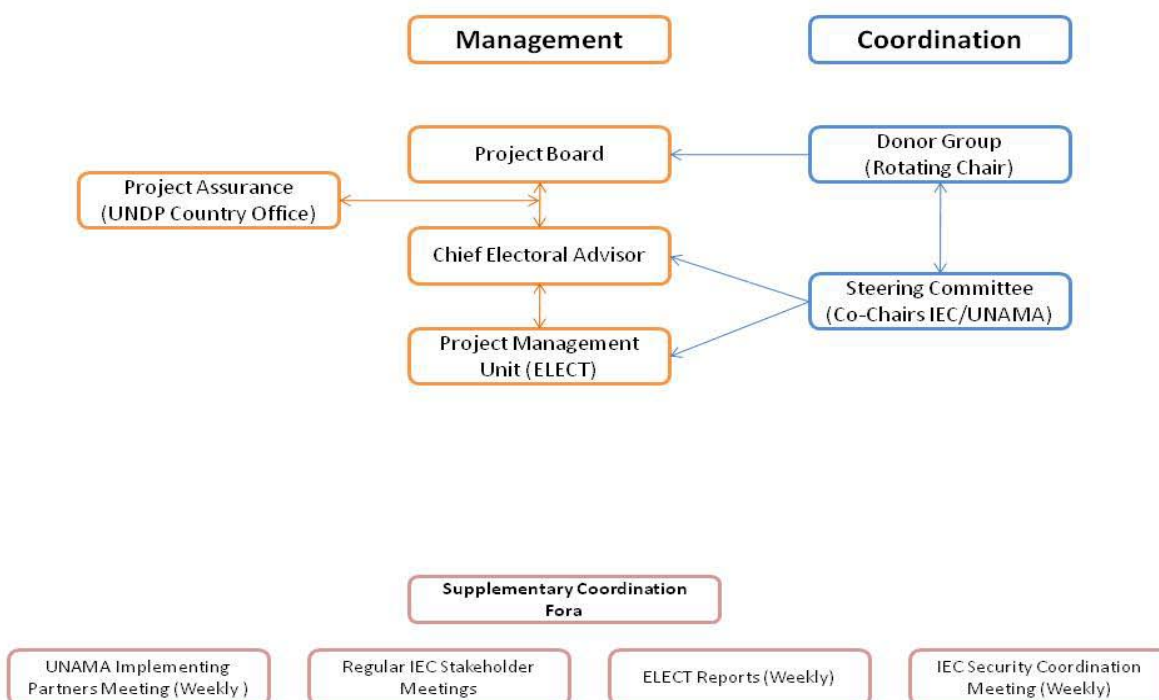 Management
Coordination
Project Board
Donor Group
(Rotating Chair)
Project Assurance
(UNDP Country Office)
Chief Electoral Advisor
Steering Committee
(Co-Chairs IEC/UNAMA)
Project Management
Unit (ELECT)
Supplementary Coordination
Fora
UNAMA Implementing
Partners Meeting (Weekly )
Regular IEC Stakeholder
Meetings
ELECT Reports (Weekly)
IEC Security Coordination
Meeting (Weekly)